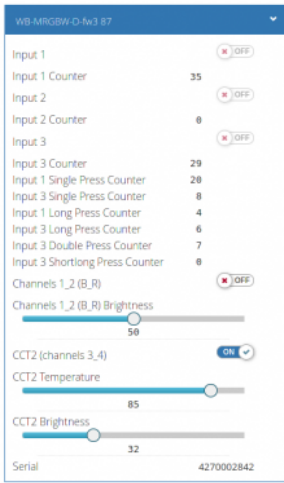 WB-MRGBW-D-fw3 87
Input 1 OFF
Input 1 Counter 35
Input 2 OFF
Input 2 Counter 0
Input 3 OFF
Input 3 Counter 29
Input 1 Single Press Counter 20
Input 3 Single Press Counter 8
Input 1 Long Press Counter 4
Input 3 Long Press Counter 6
Input 3 Double Press Counter 7
Input 3 Shortlong Press Counter 0
Channels 1_2 (B_R) OFF
Channels 1_2 (B_R) Brightness
50
CCT2 (channels 3_4) ON
CCT2 Temperature
85
CCT2 Brightness
32
Serial 4270002842